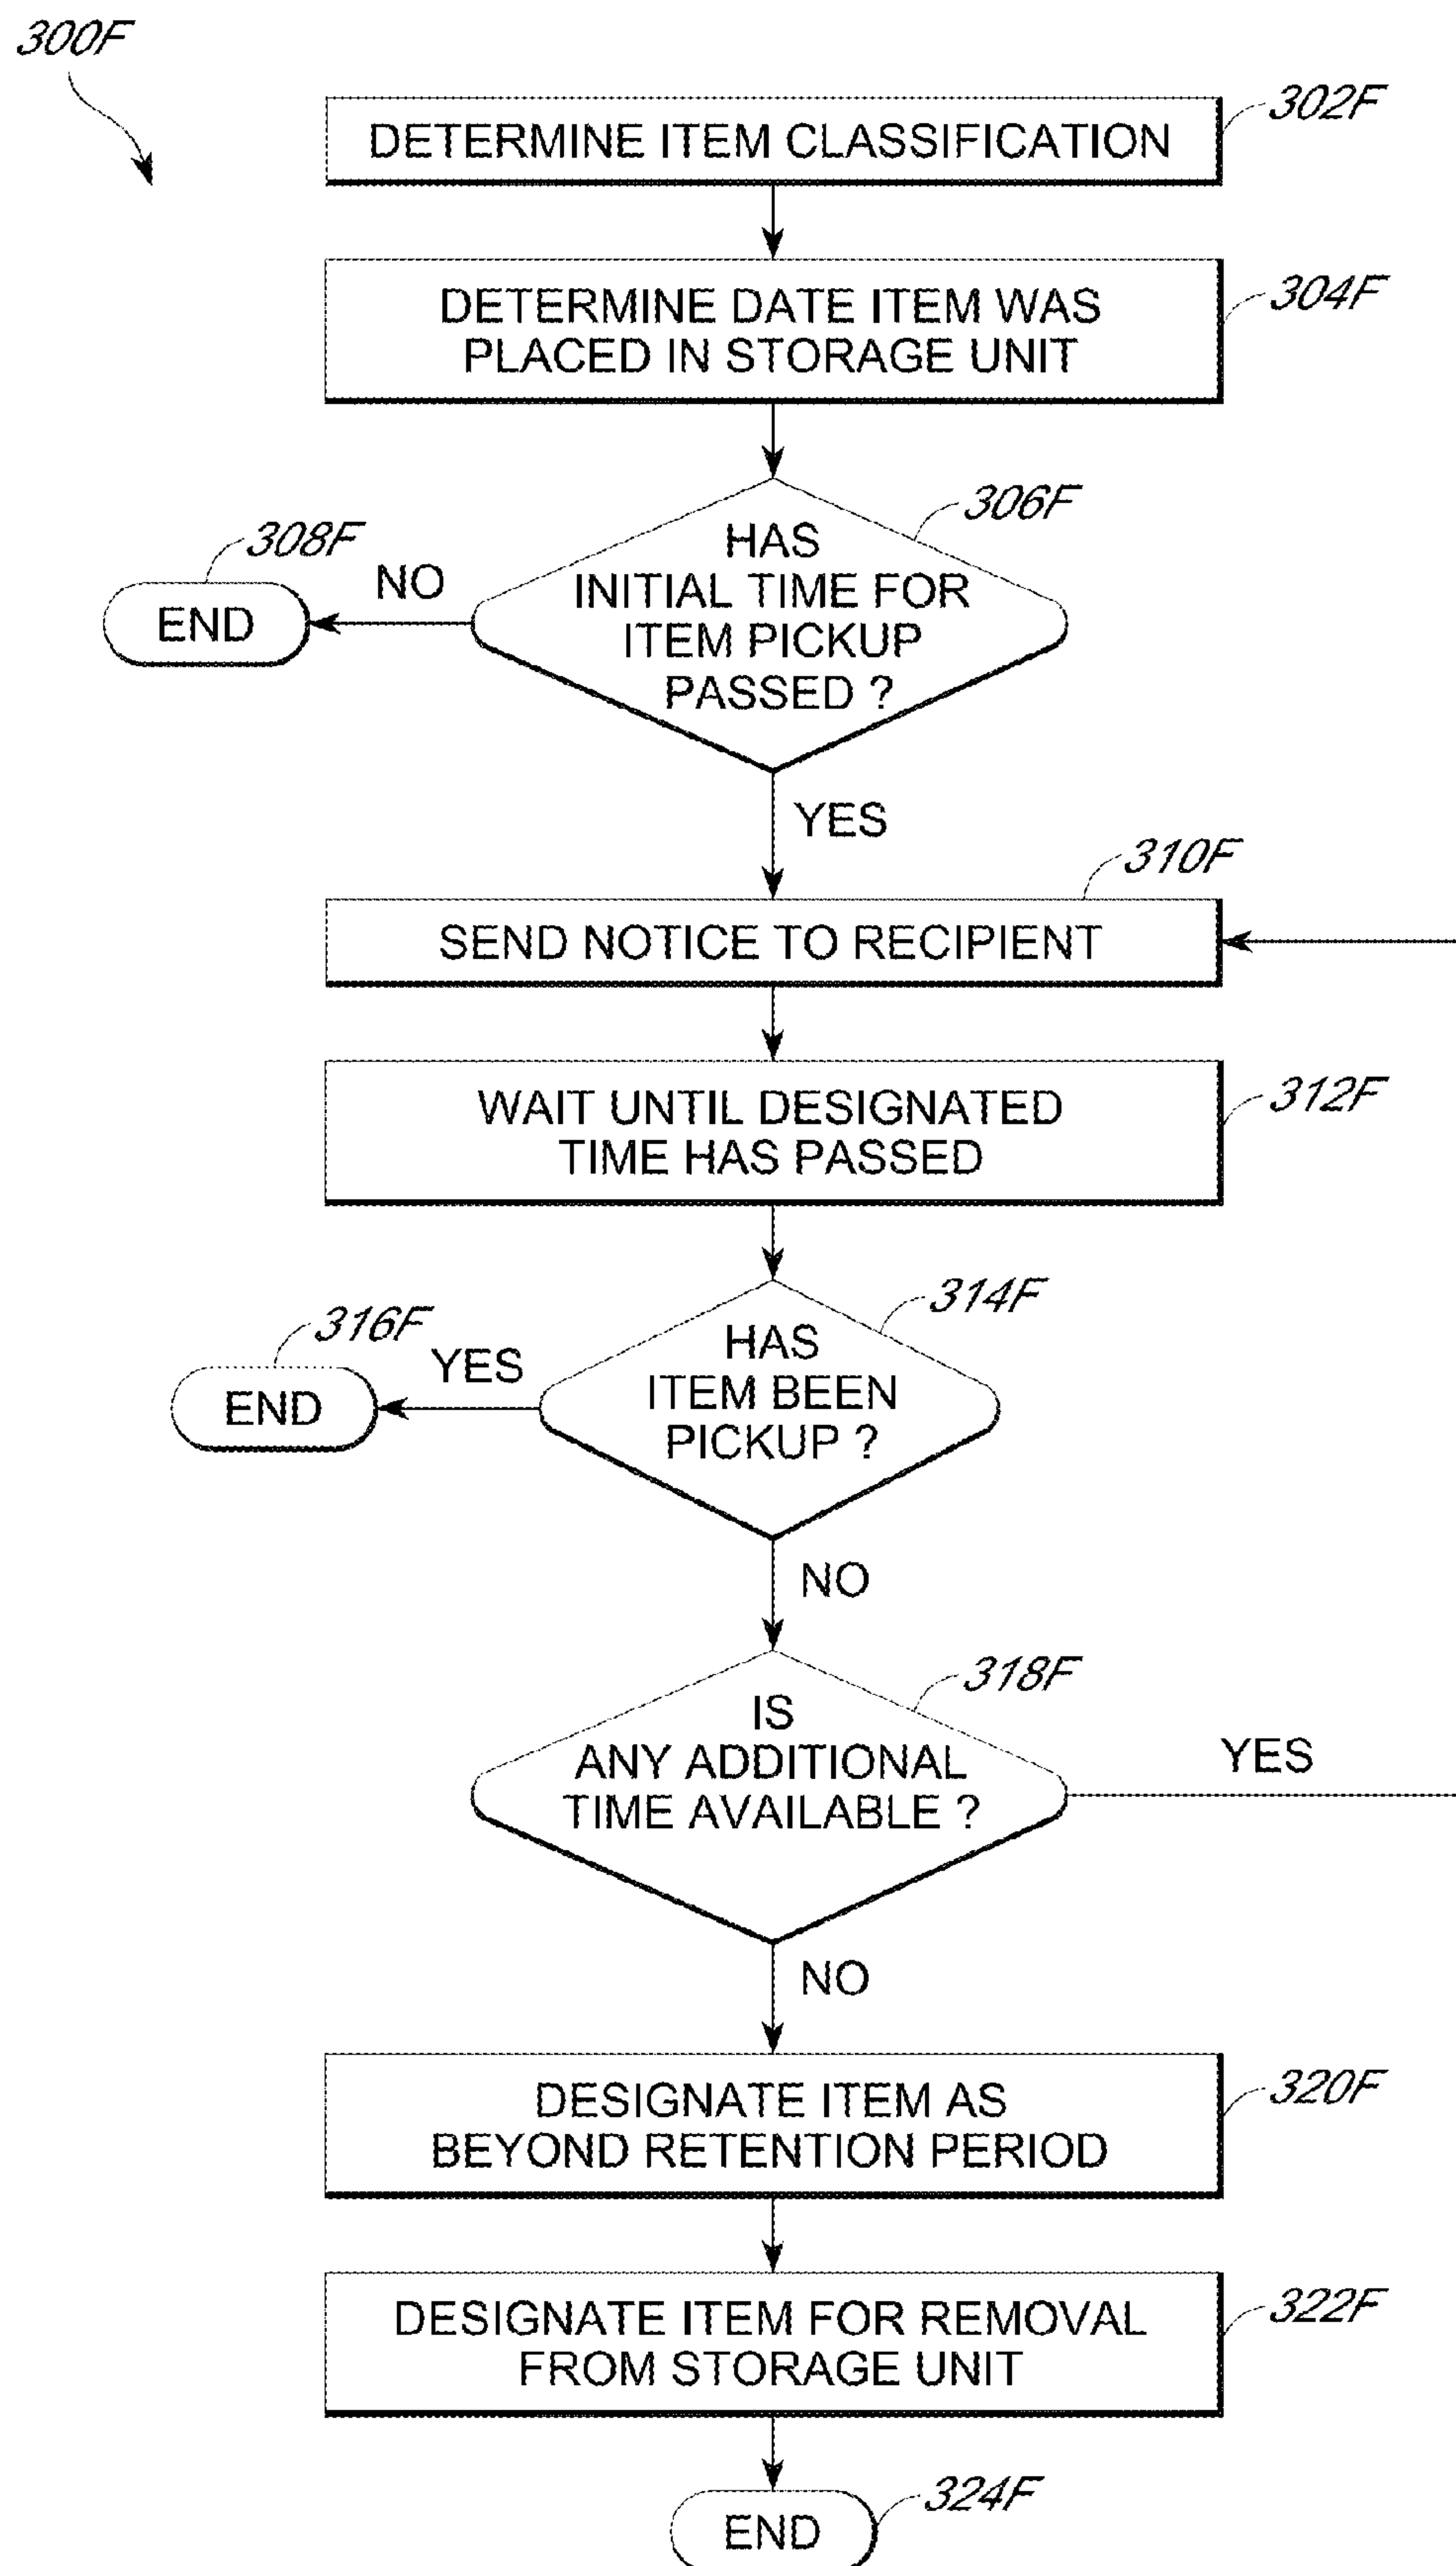 300F
302F
DETERMINE ITEM CLASSIFICATION
304F
DETERMINE DATE ITEM WAS
PLACED IN STORAGE UNIT
306F
HAS
INITIAL TIME FOR
ITEM PICKUP
PASSED ?
308F
NO
END
YES
310F
SEND NOTICE TO RECIPIENT
312F
WAIT UNTIL DESIGNATED
TIME HAS PASSED
314F
HAS
ITEM BEEN
PICKUP ?
316F
YES
END
NO
318F
IS
ANY ADDITIONAL
TIME AVAILABLE ?
YES
NO
320F
DESIGNATE ITEM AS
BEYOND RETENTION PERIOD
322F
DESIGNATE ITEM FOR REMOVAL
FROM STORAGE UNIT
324F
END